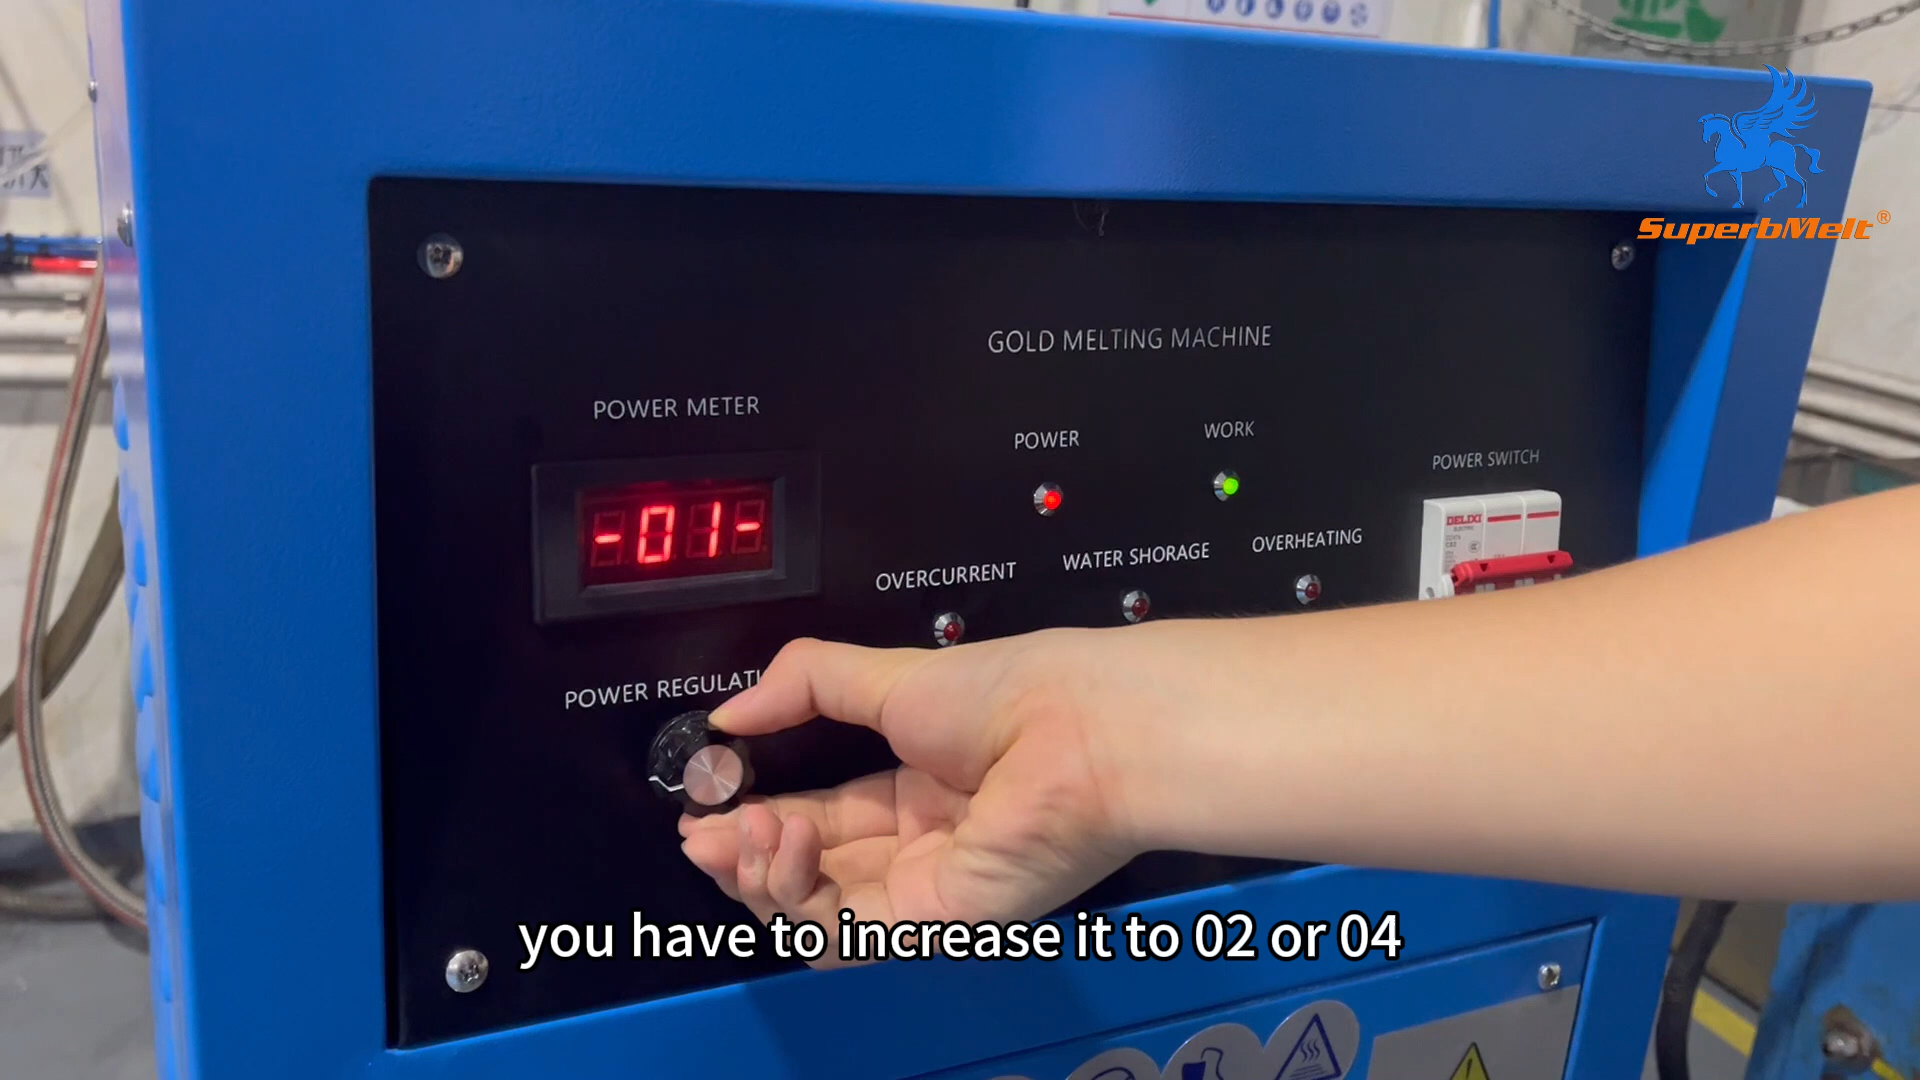 SuperbMelt®
GOLD MELTING MACHINE
POWER METER
POWER
WORK
POWER SWITCH
-01-
DELIXI
OVERCURRENT
WATER SHORAGE
OVERHEATING
POWER REGULATI
you have to increase it to 02 or 04